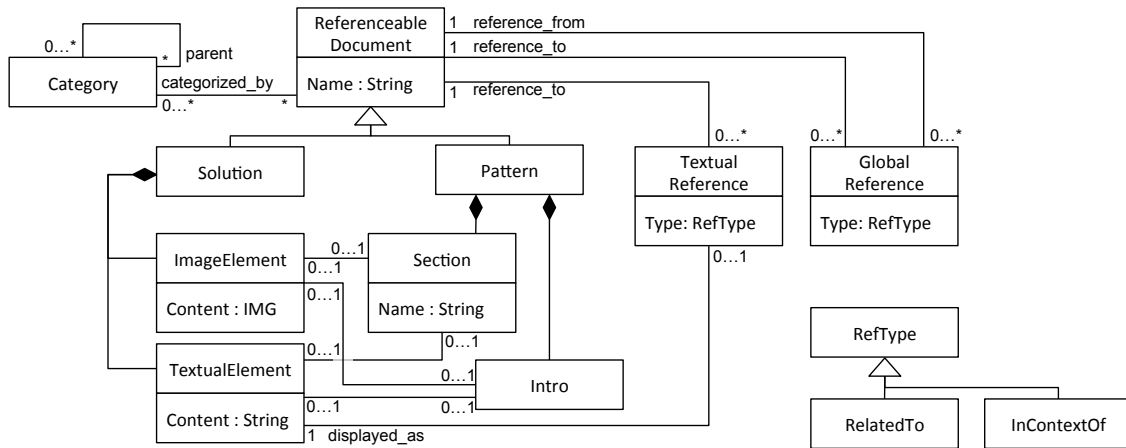 Referenceable
Document
Name : String
1 reference_from
1 reference_to
1 reference_to
0...*
*
parent
Category
categorized_by
0...*
*
Solution
Pattern
0...*
Textual
Reference
Type: RefType
0...1
0...*
0...*
Global
Reference
Type: RefType
ImageElement
Content : IMG
0...1
0...1
0...1
Section
Name : String
0...1
0...1
TextualElement
Content : String
0...1
0...1
0...1
Intro
1 displayed_as
RefType
RelatedTo
InContextOf